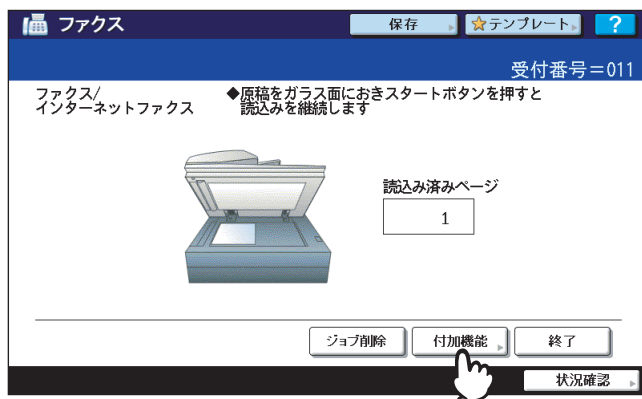 ファクス
保存
テンプレート
?
受付番号=011
ファクス/
インターネットファクス
◆原稿をガラス面におきスタートボタンを押すと
読込みを継続します
読込み済みページ
1
ジョブ削除
付加機能
終了
状況確認